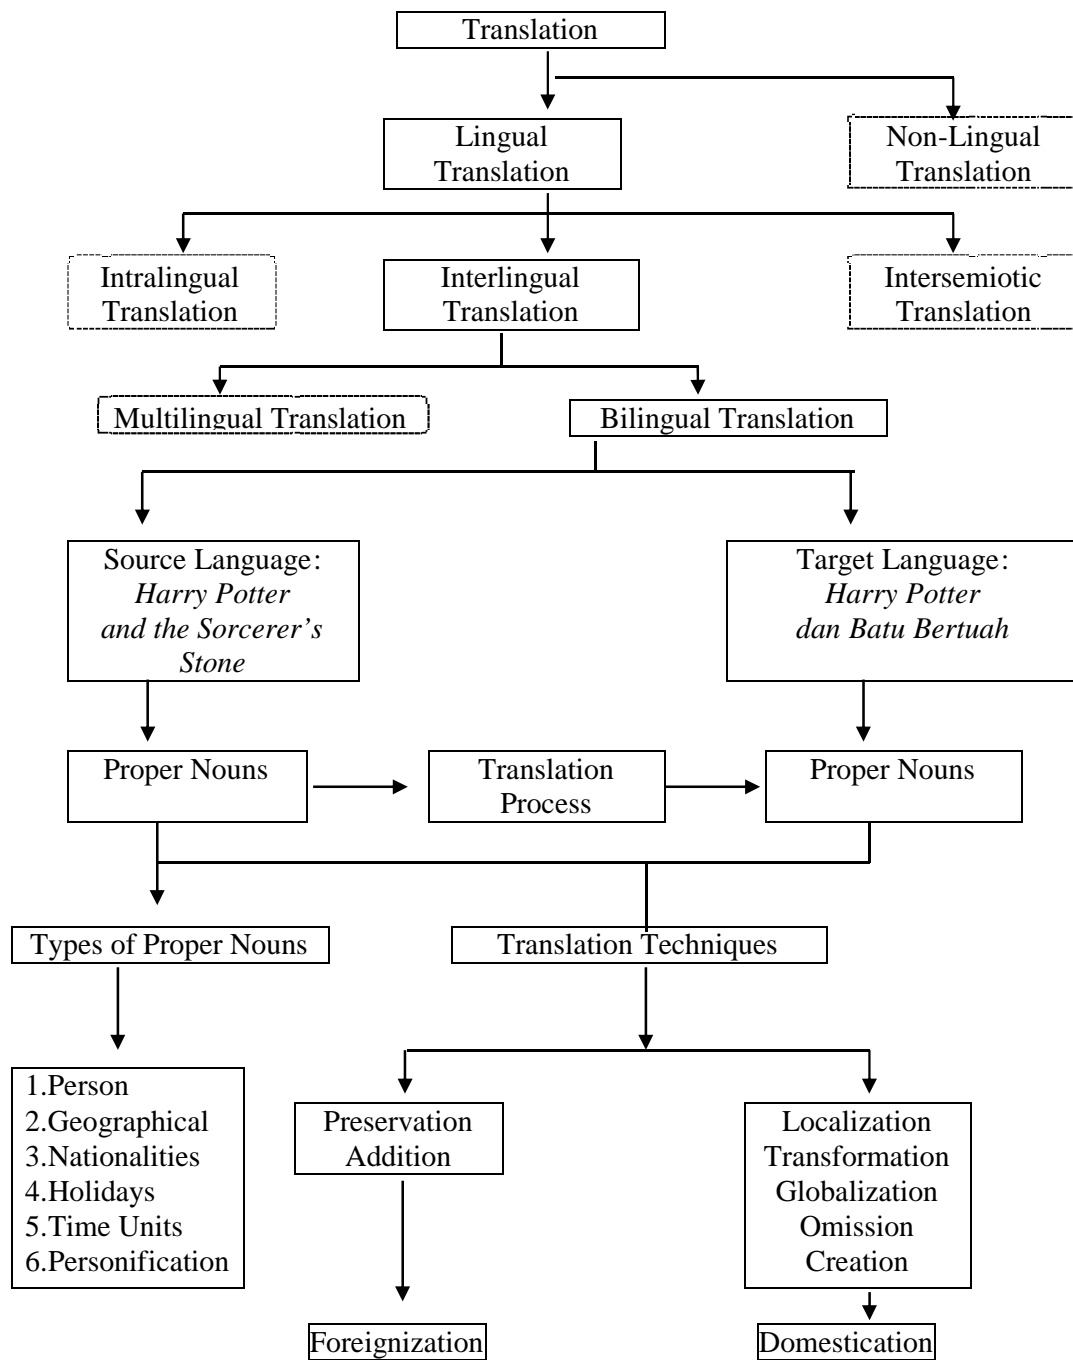 Translation
Lingual
Translation
Non-Lingual
Translation
Intralingual
Translation
Interlingual
Translation
Intersemiotic
Translation
Multilingual Translation
Bilingual Translation
Source Language:
Harry Potter
and the Sorcerer’s
Stone
Target Language:
Harry Potter
dan Batu Bertuah
Proper Nouns
Translation
Process
Proper Nouns
Types of Proper Nouns
Translation Techniques
1.Person
2.Geographical
3.Nationalities
4.Holidays
5.Time Units
6.Personification
Preservation
Addition
Localization
Transformation
Globalization
Omission
Creation
Foreignization
Domestication